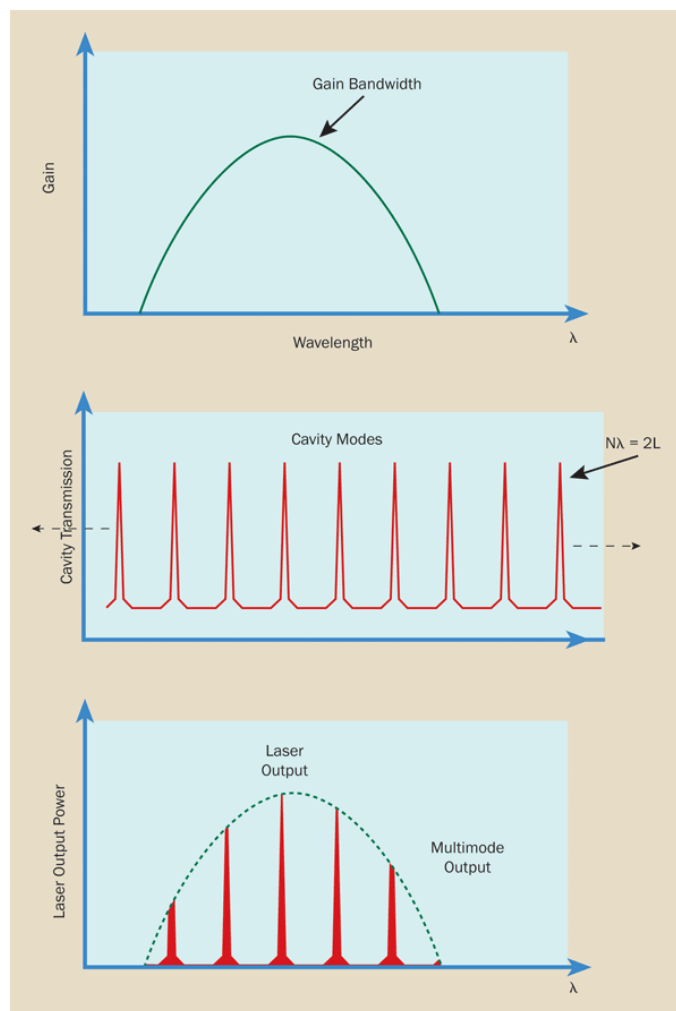 Gain Bandwidth
Gain
Wavelength
λ
Cavity Modes
Nλ = 2L
Cavity Transmission
Laser
Output
Multimode
Output
Laser Output Power
λ